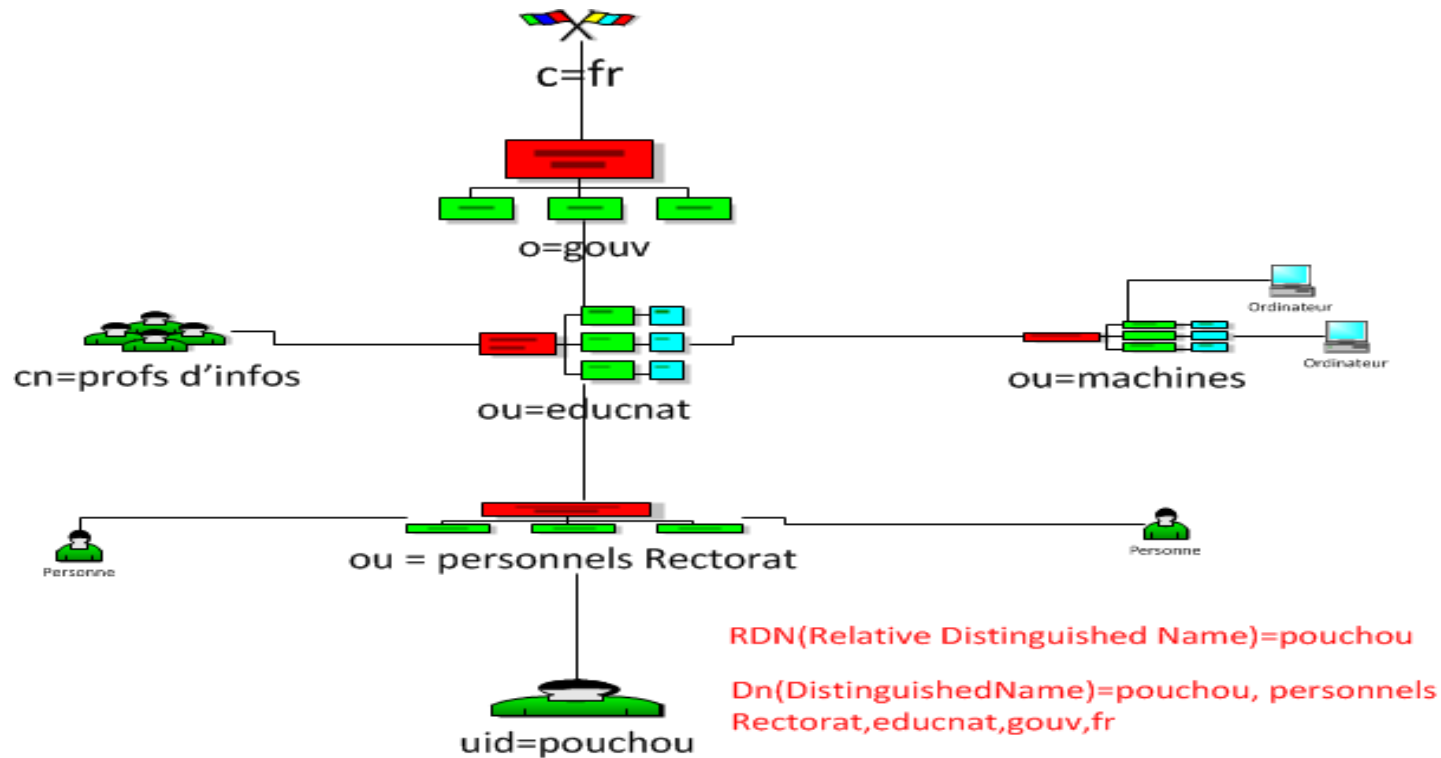 c=fr
o=gouv
Ordinateur
Ordinateur
cn=profs d'infos
ou=machines
ou=educnat
Personne
Personne
ou = personnels Rectorat
RDN(Relative Distinguished Name)=pouchou
Dn(DistinguishedName)=pouchou, personnels
Rectorat,educnat,gouv,fr
uid=pouchou